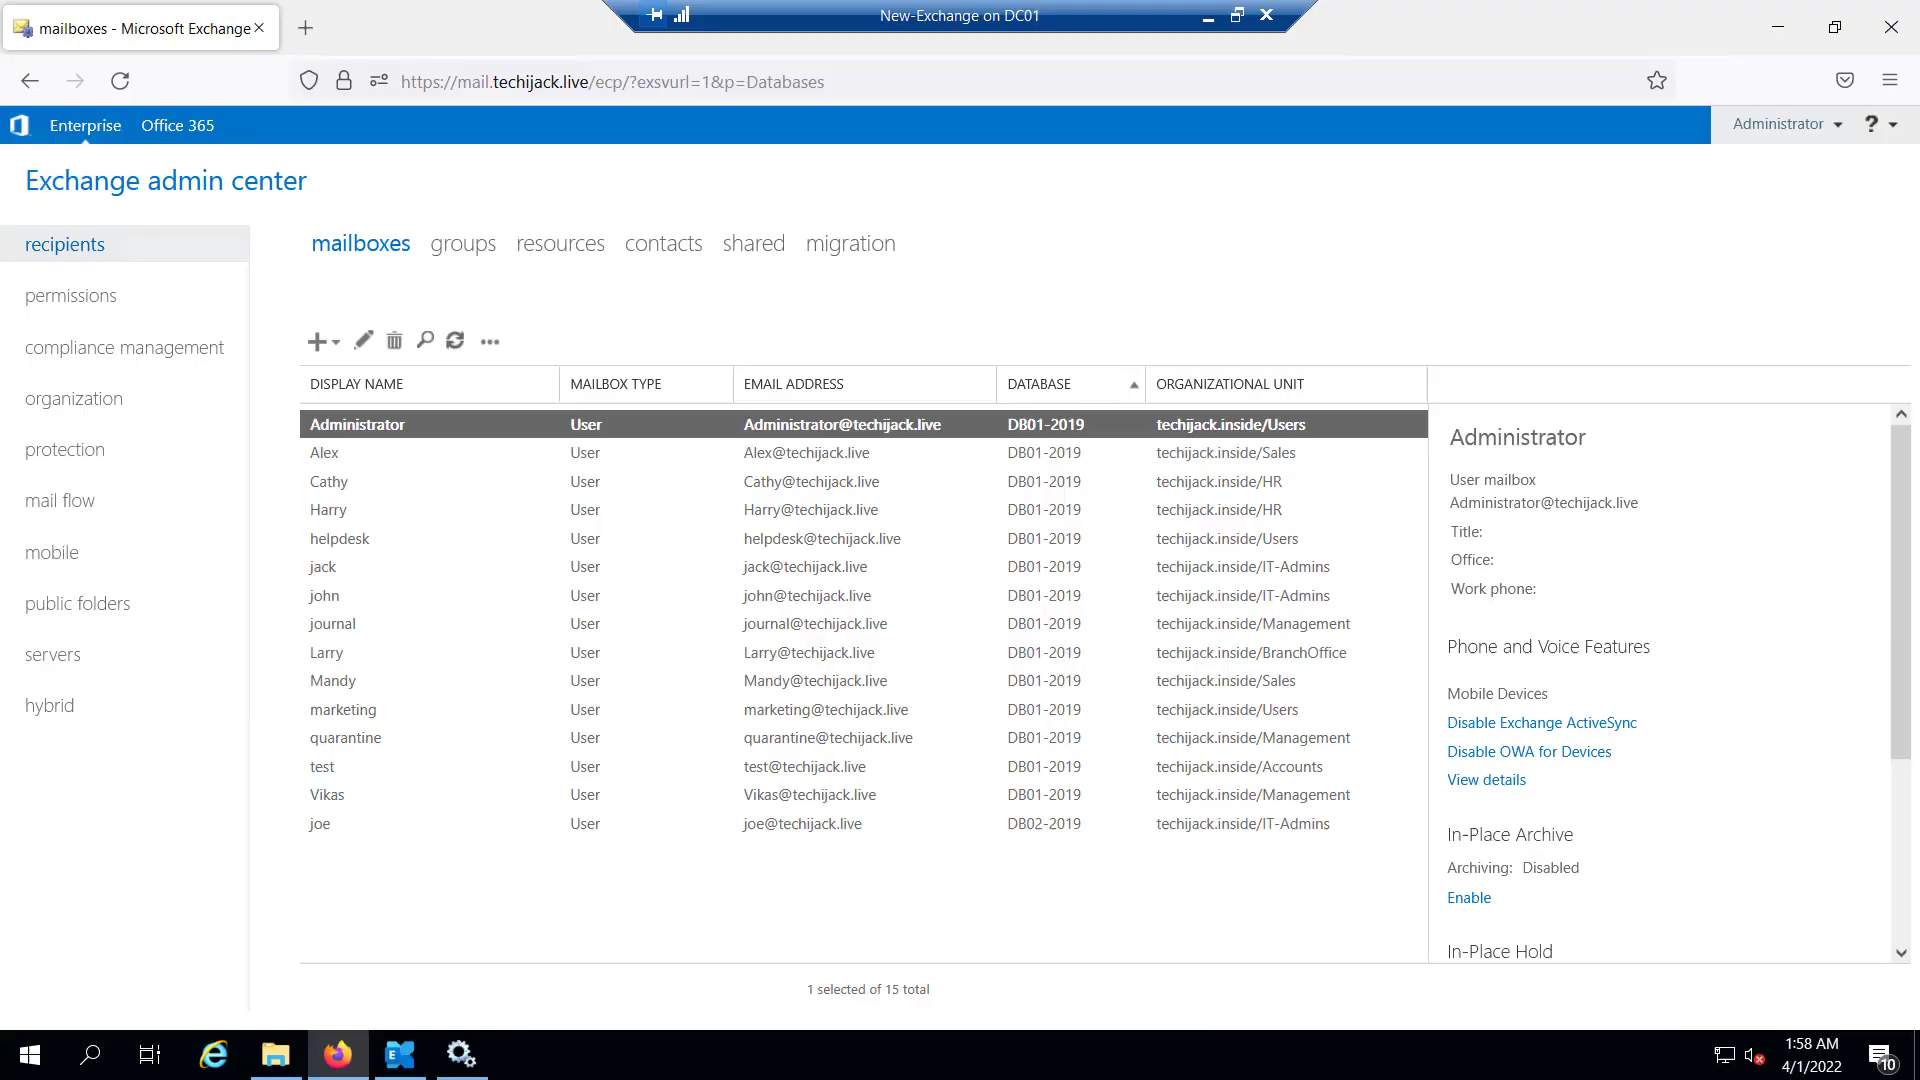 New-Exchange on DC01
mailboxes - Microsoft Exchange
https://mail.techijack.live/ecp/?exsvurl=1&p=Databases
Enterprise Office 365 Administrator ?
Exchange admin center
recipients
permissions
compliance management
organization
protection
mail flow
mobile
public folders
servers
hybrid
mailboxes groups resources contacts shared migration
DISPLAY NAME MAILBOX TYPE EMAIL ADDRESS DATABASE ORGANIZATIONAL UNIT
Administrator User Administrator@techijack.live DB01-2019 techijack.inside/Users
Alex User Alex@techijack.live DB01-2019 techijack.inside/Sales
Cathy User Cathy@techijack.live DB01-2019 techijack.inside/HR
Harry User Harry@techijack.live DB01-2019 techijack.inside/HR
helpdesk User helpdesk@techijack.live DB01-2019 techijack.inside/Users
jack User jack@techijack.live DB01-2019 techijack.inside/IT-Admins
john User john@techijack.live DB01-2019 techijack.inside/IT-Admins
journal User journal@techijack.live DB01-2019 techijack.inside/Management
Larry User Larry@techijack.live DB01-2019 techijack.inside/BranchOffice
Mandy User Mandy@techijack.live DB01-2019 techijack.inside/Sales
marketing User marketing@techijack.live DB01-2019 techijack.inside/Users
quarantine User quarantine@techijack.live DB01-2019 techijack.inside/Management
test User test@techijack.live DB01-2019 techijack.inside/Accounts
Vikas User Vikas@techijack.live DB01-2019 techijack.inside/Management
joe User joe@techijack.live DB02-2019 techijack.inside/IT-Admins
1 selected of 15 total
Administrator
User mailbox
Administrator@techijack.live
Title:
Office:
Work phone:
Phone and Voice Features
Mobile Devices
Disable Exchange ActiveSync
Disable OWA for Devices
View details
In-Place Archive
Archiving: Disabled
Enable
In-Place Hold
1:58 AM
4/1/2022
10